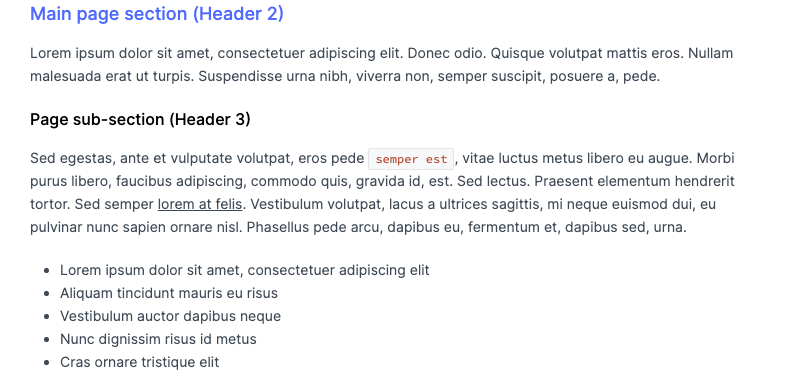 Main page section (Header 2)
Lorem ipsum dolor sit amet, consectetuer adipiscing elit. Donec odio. Quisque volutpat mattis eros. Nullam
malesuada erat ut turpis. Suspendisse urna nibh, viverra non, semper suscipit, posuere a, pede.
Page sub-section (Header 3)
Sed egestas, ante et vulputate volutpat, eros pede semper est, vitae luctus metus libero eu augue. Morbi
purus libero, faucibus adipiscing, commodo quis, gravida id, est. Sed lectus. Praesent elementum hendrerit
tortor. Sed semper lorem at felis. Vestibulum volutpat, lacus a ultrices sagittis, mi neque euismod dui, eu
pulvinar nunc sapien ornare nisl. Phasellus pede arcu, dapibus eu, fermentum et, dapibus sed, urna.
• Lorem ipsum dolor sit amet, consectetuer adipiscing elit
• Aliquam tincidunt mauris eu risus
• Vestibulum auctor dapibus neque
• Nunc dignissim risus id metus
• Cras ornare tristique elit